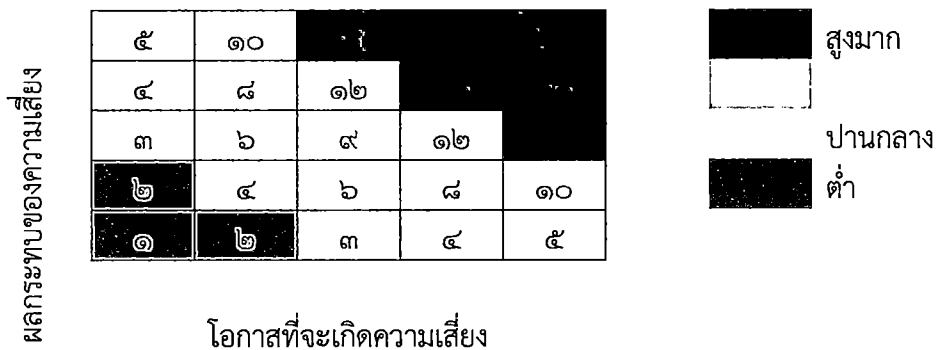 ผลกระทบของความเสี่ยง
๕ ๑๐
๔ ๘ ๑๒
๓ ๖ ๙ ๑๒
๒ ๔ ๖ ๘ ๑๐
๑ ๒ ๓ ๔ ๕
โอกาสที่จะเกิดความเสี่ยง
สูงมาก
ปานกลาง
ต่ำ